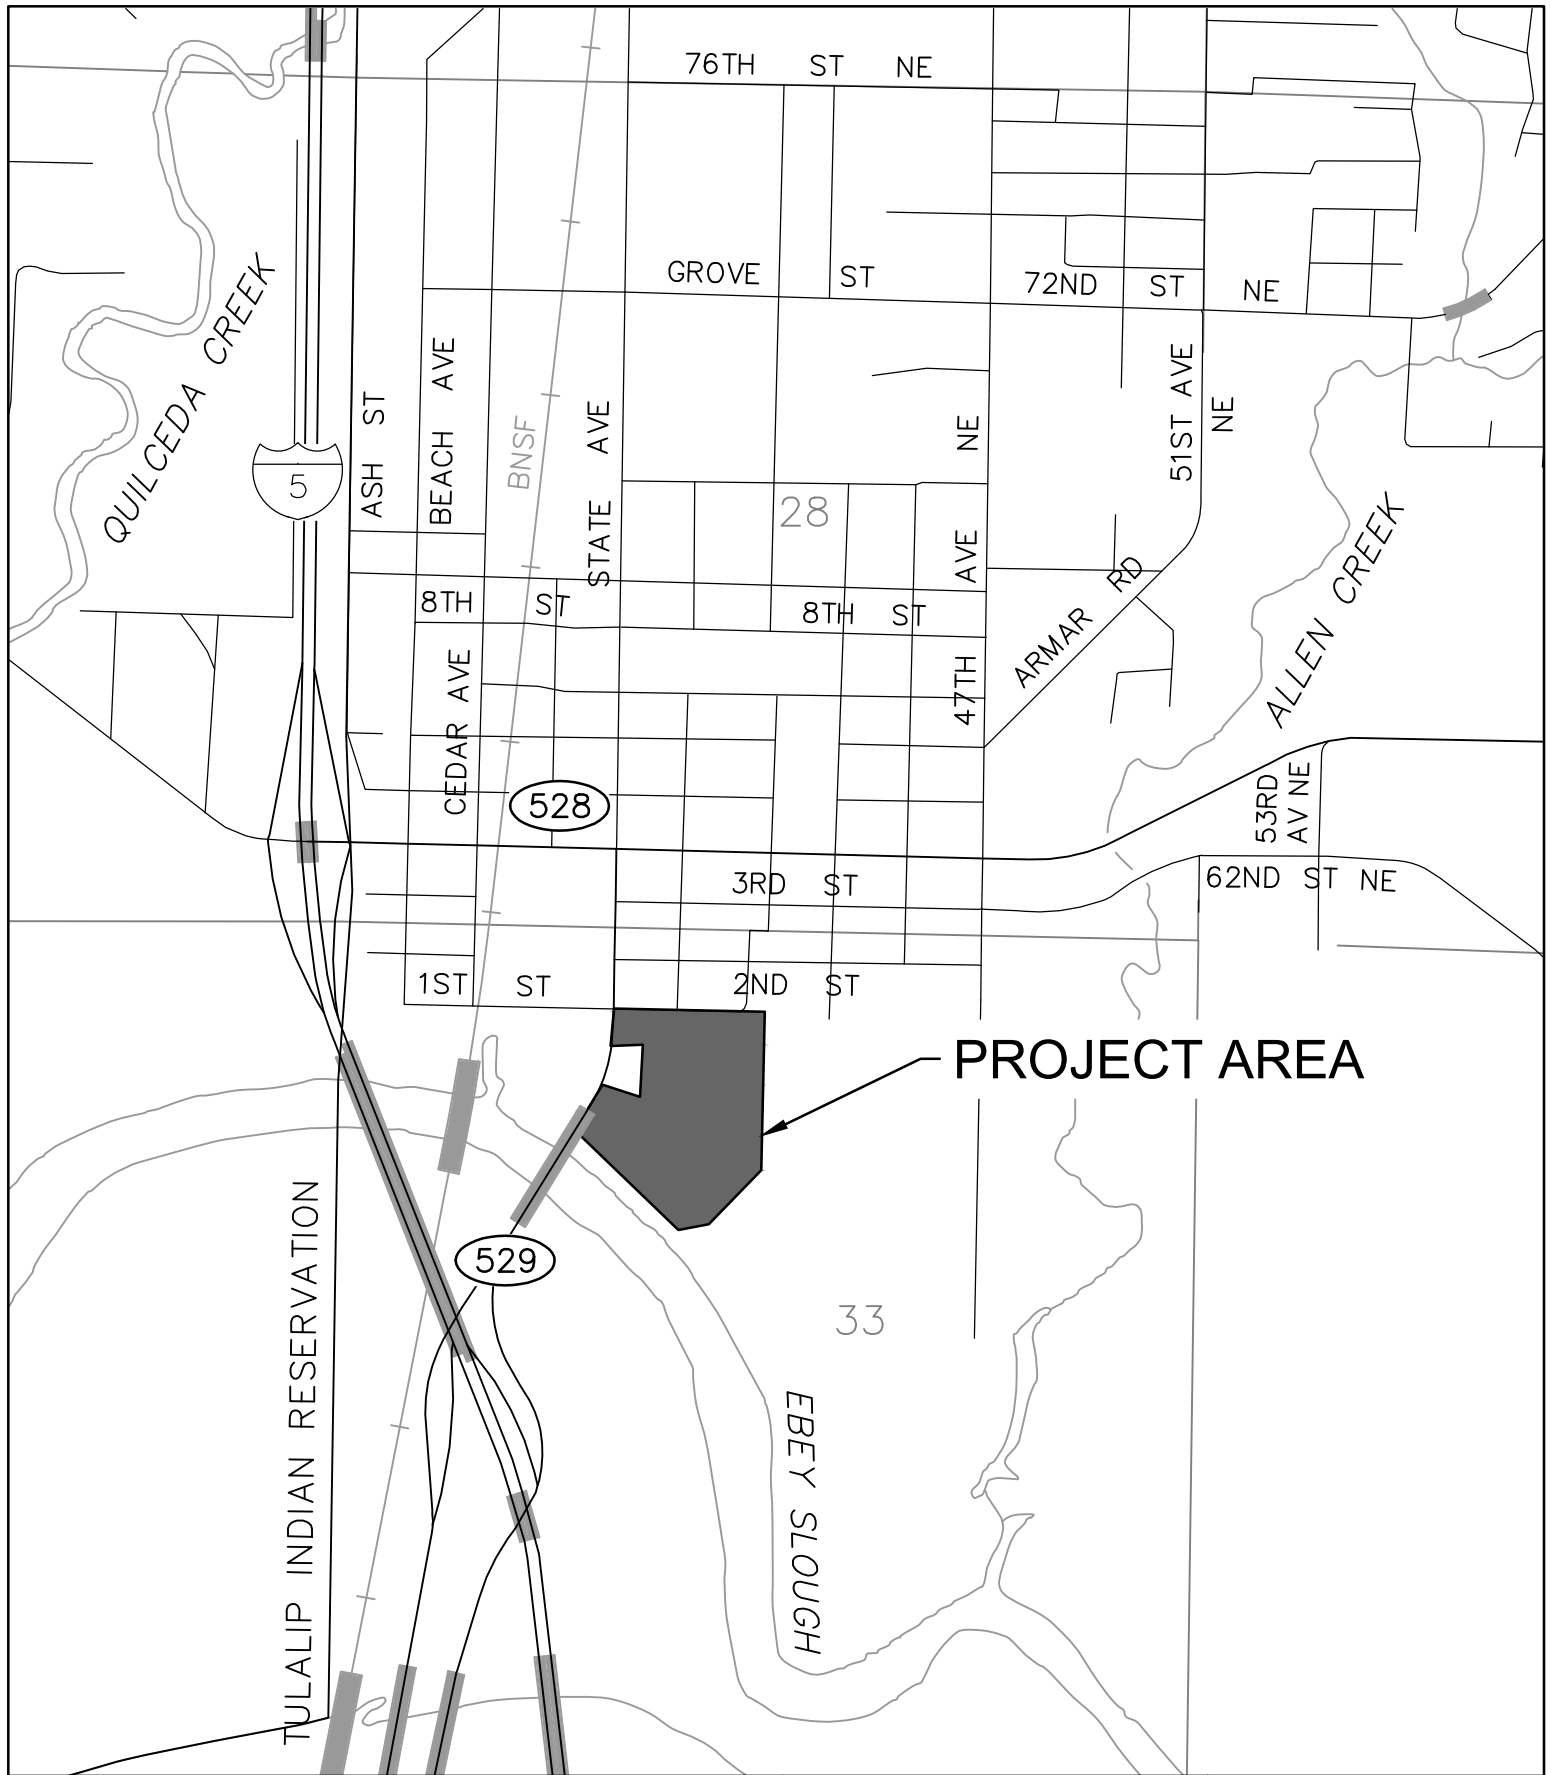 76TH ST NE
GROVE ST
72ND ST NE
QUILCEDA CREEK
5
ASH ST
BEACH AVE
BNSF
STATE AVE
28
47TH AVE NE
51ST AVE
NE
ALLEN CREEK
8TH ST
8TH ST
ARMAR RD
CEDAR AVE
528
53RD
AV NE
3RD ST
62ND ST NE
1ST ST
2ND ST
PROJECT AREA
TULALIP INDIAN RESERVATION
529
33
EBEY SLOUGH